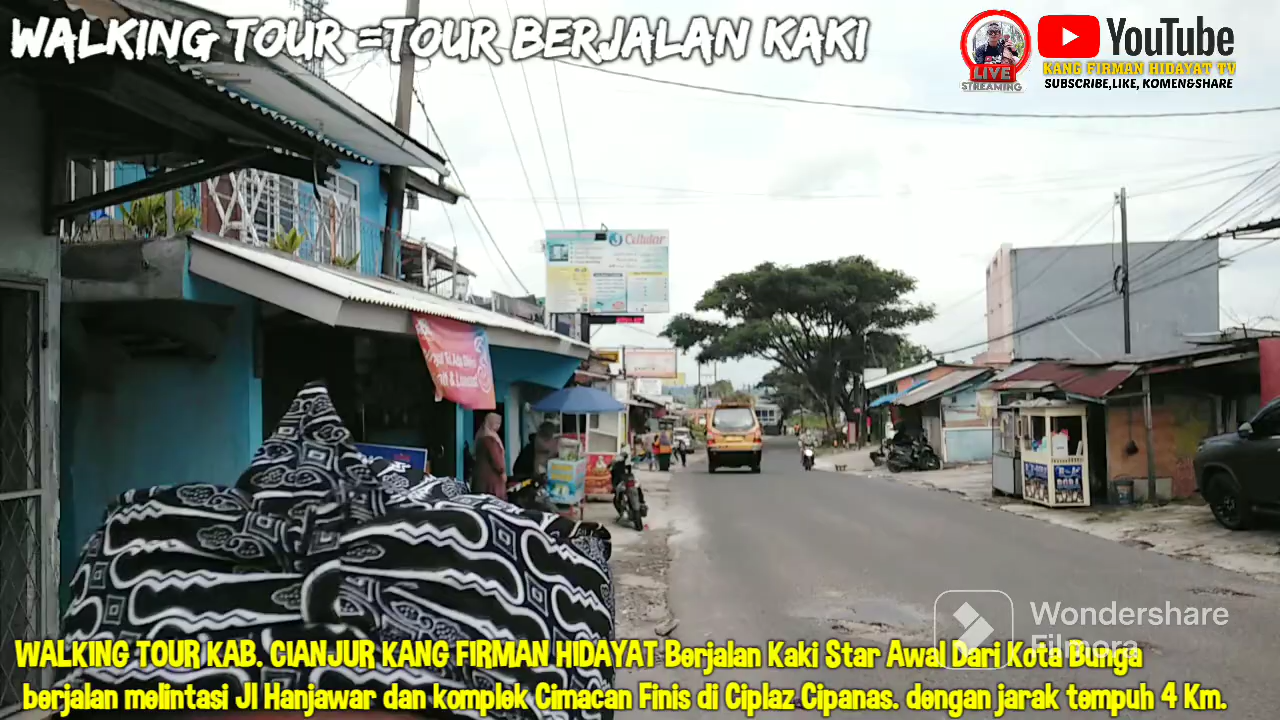 WALKING TOUR =TOUR BERJALAN KAKI
YouTube
LIVE
STREAMING
KANG FIRMAN HIDAYAT TV
SUBSCRIBE,LIKE, KOMEN&SHARE
3 Cellular
Wondershare
Filmora
WALKING TOUR KAB. CIANJUR KANG FIRMAN HIDAYAT Berjalan Kaki Star Awal Dari Kota Bunga
berjalan melintasi Jl Hanjawar dan komplek Cimacan Finis di Ciplaz Cipanas. dengan jarak tempuh 4 Km.